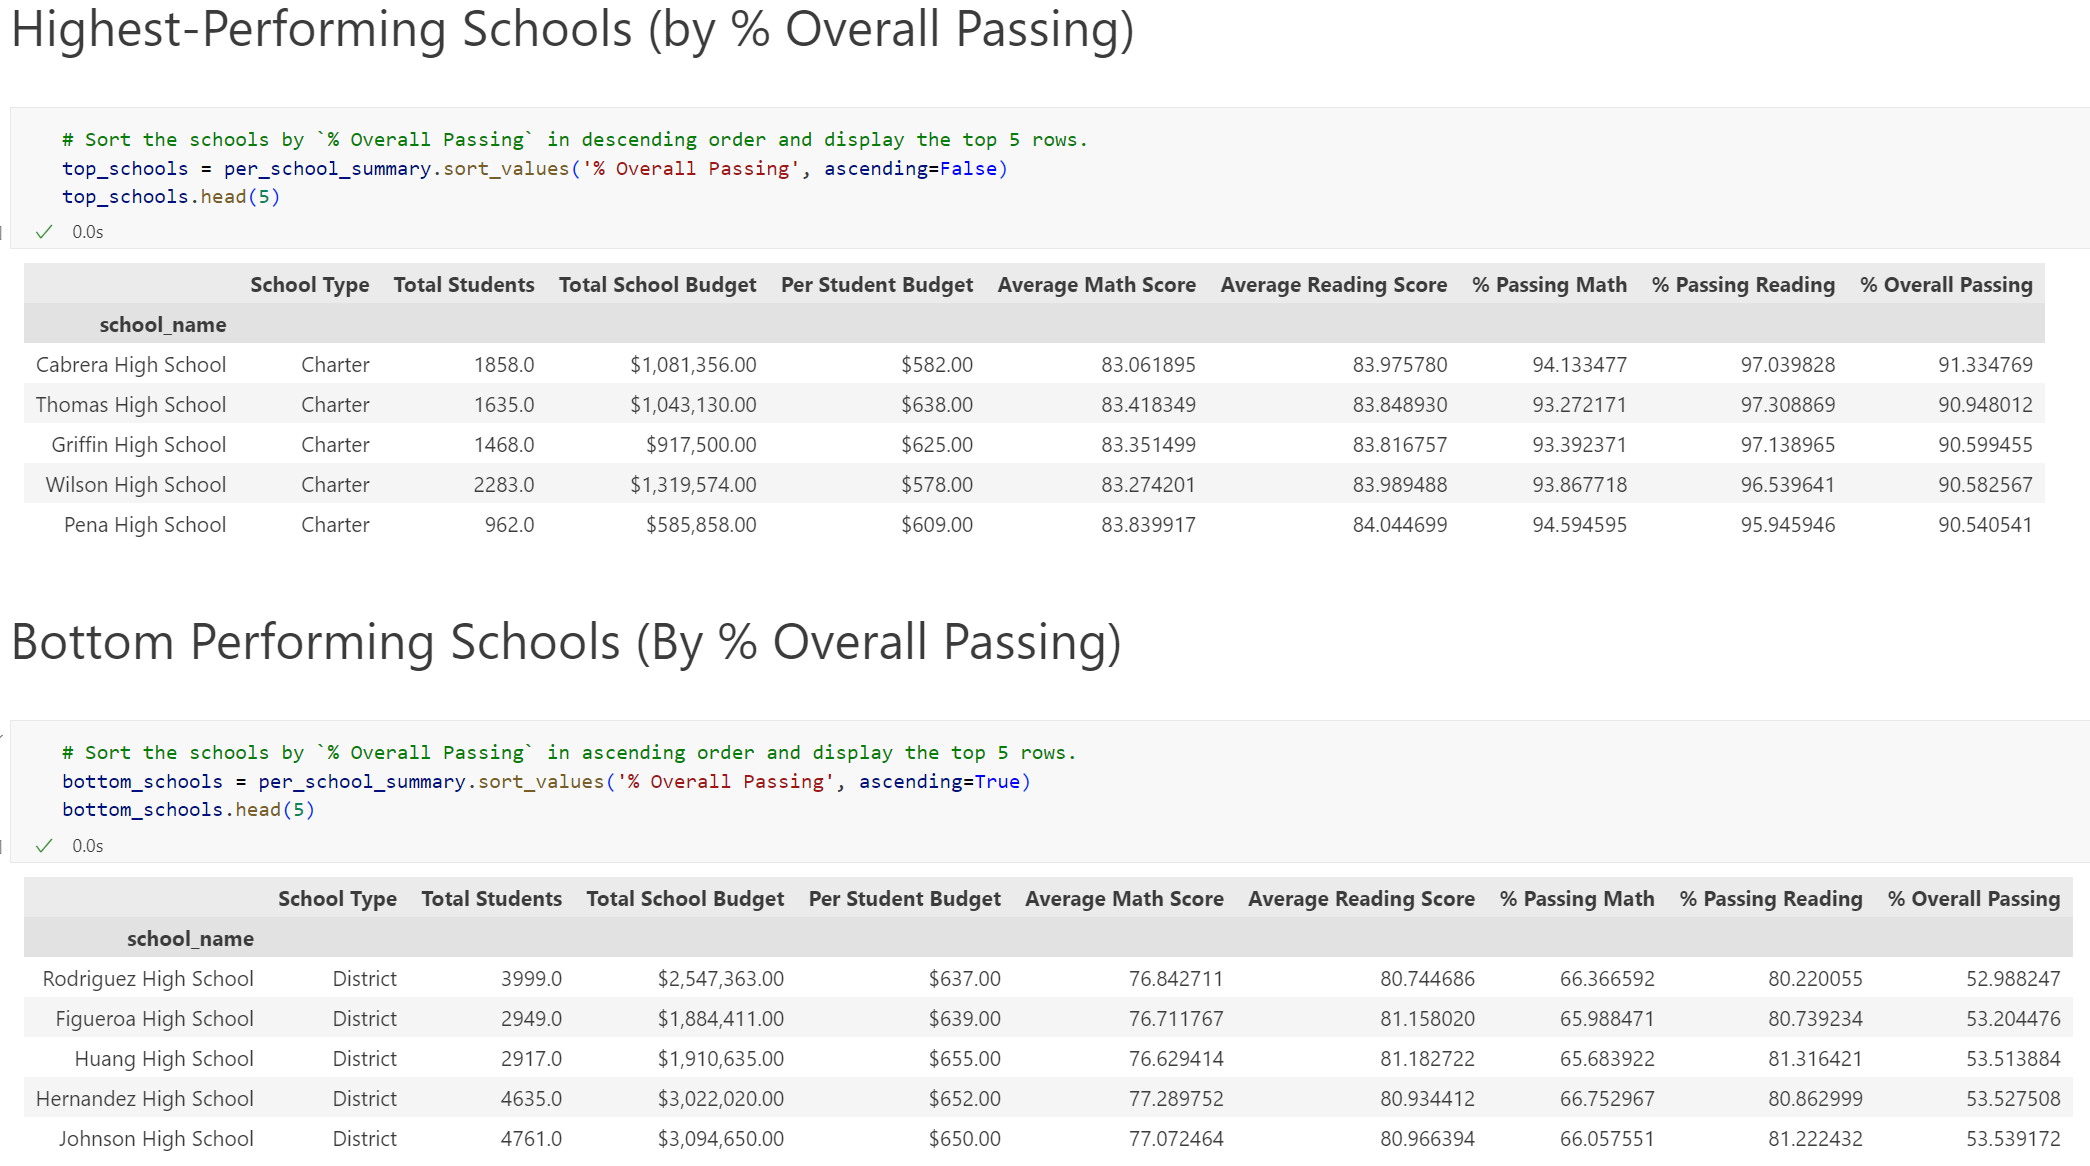 Highest-Performing Schools (by % Overall Passing)
# Sort the schools by `% Overall Passing` in descending order and display the top 5 rows.
top_schools = per_school_summary.sort_values('% Overall Passing', ascending=False)
top_schools.head(5)
0.0s
School Type Total Students Total School Budget Per Student Budget Average Math Score Average Reading Score % Passing Math % Passing Reading % Overall Passing
school_name
Cabrera High School Charter 1858.0 $1,081,356.00 $582.00 83.061895 83.975780 94.133477 97.039828 91.334769
Thomas High School Charter 1635.0 $1,043,130.00 $638.00 83.418349 83.848930 93.272171 97.308869 90.948012
Griffin High School Charter 1468.0 $917,500.00 $625.00 83.351499 83.816757 93.392371 97.138965 90.599455
Wilson High School Charter 2283.0 $1,319,574.00 $578.00 83.274201 83.989488 93.867718 96.539641 90.582567
Pena High School Charter 962.0 $585,858.00 $609.00 83.839917 84.044699 94.594595 95.945946 90.540541
Bottom Performing Schools (By % Overall Passing)
# Sort the schools by `% Overall Passing` in ascending order and display the top 5 rows.
bottom_schools = per_school_summary.sort_values('% Overall Passing', ascending=True)
bottom_schools.head(5)
0.0s
School Type Total Students Total School Budget Per Student Budget Average Math Score Average Reading Score % Passing Math % Passing Reading % Overall Passing
school_name
Rodriguez High School District 3999.0 $2,547,363.00 $637.00 76.842711 80.744686 66.366592 80.220055 52.988247
Figueroa High School District 2949.0 $1,884,411.00 $639.00 76.711767 81.158020 65.988471 80.739234 53.204476
Huang High School District 2917.0 $1,910,635.00 $655.00 76.629414 81.182722 65.683922 81.316421 53.513884
Hernandez High School District 4635.0 $3,022,020.00 $652.00 77.289752 80.934412 66.752967 80.862999 53.527508
Johnson High School District 4761.0 $3,094,650.00 $650.00 77.072464 80.966394 66.057551 81.222432 53.539172